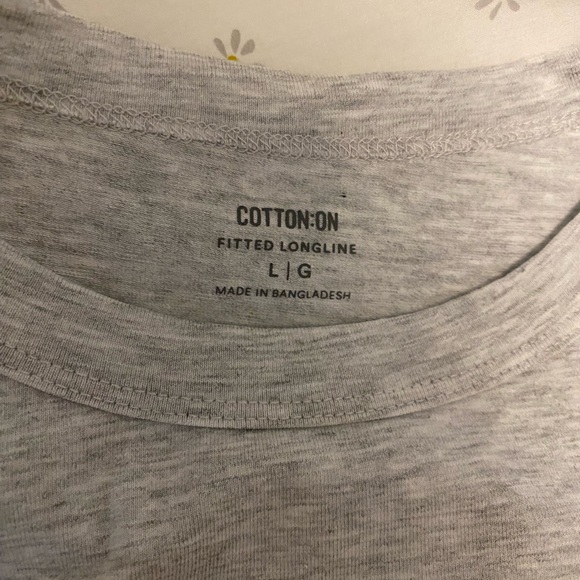 COTTON:ON
FITTED LONGLINE
L | G
MADE IN BANGLADESH